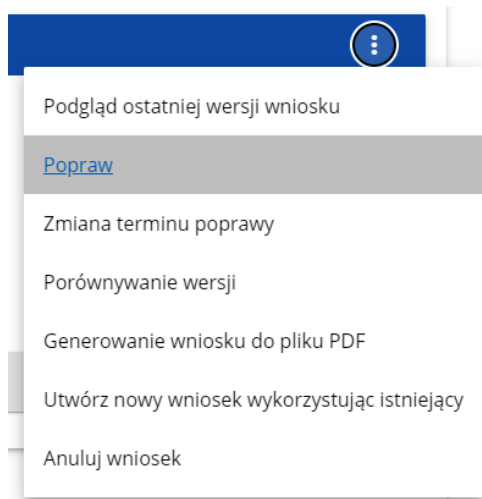 Podgląd ostatniej wersji wniosku
Popraw
Zmiana terminu poprawy
Porównywanie wersji
Generowanie wniosku do pliku PDF
Utwórz nowy wniosek wykorzystując istniejący
Anuluj wniosek